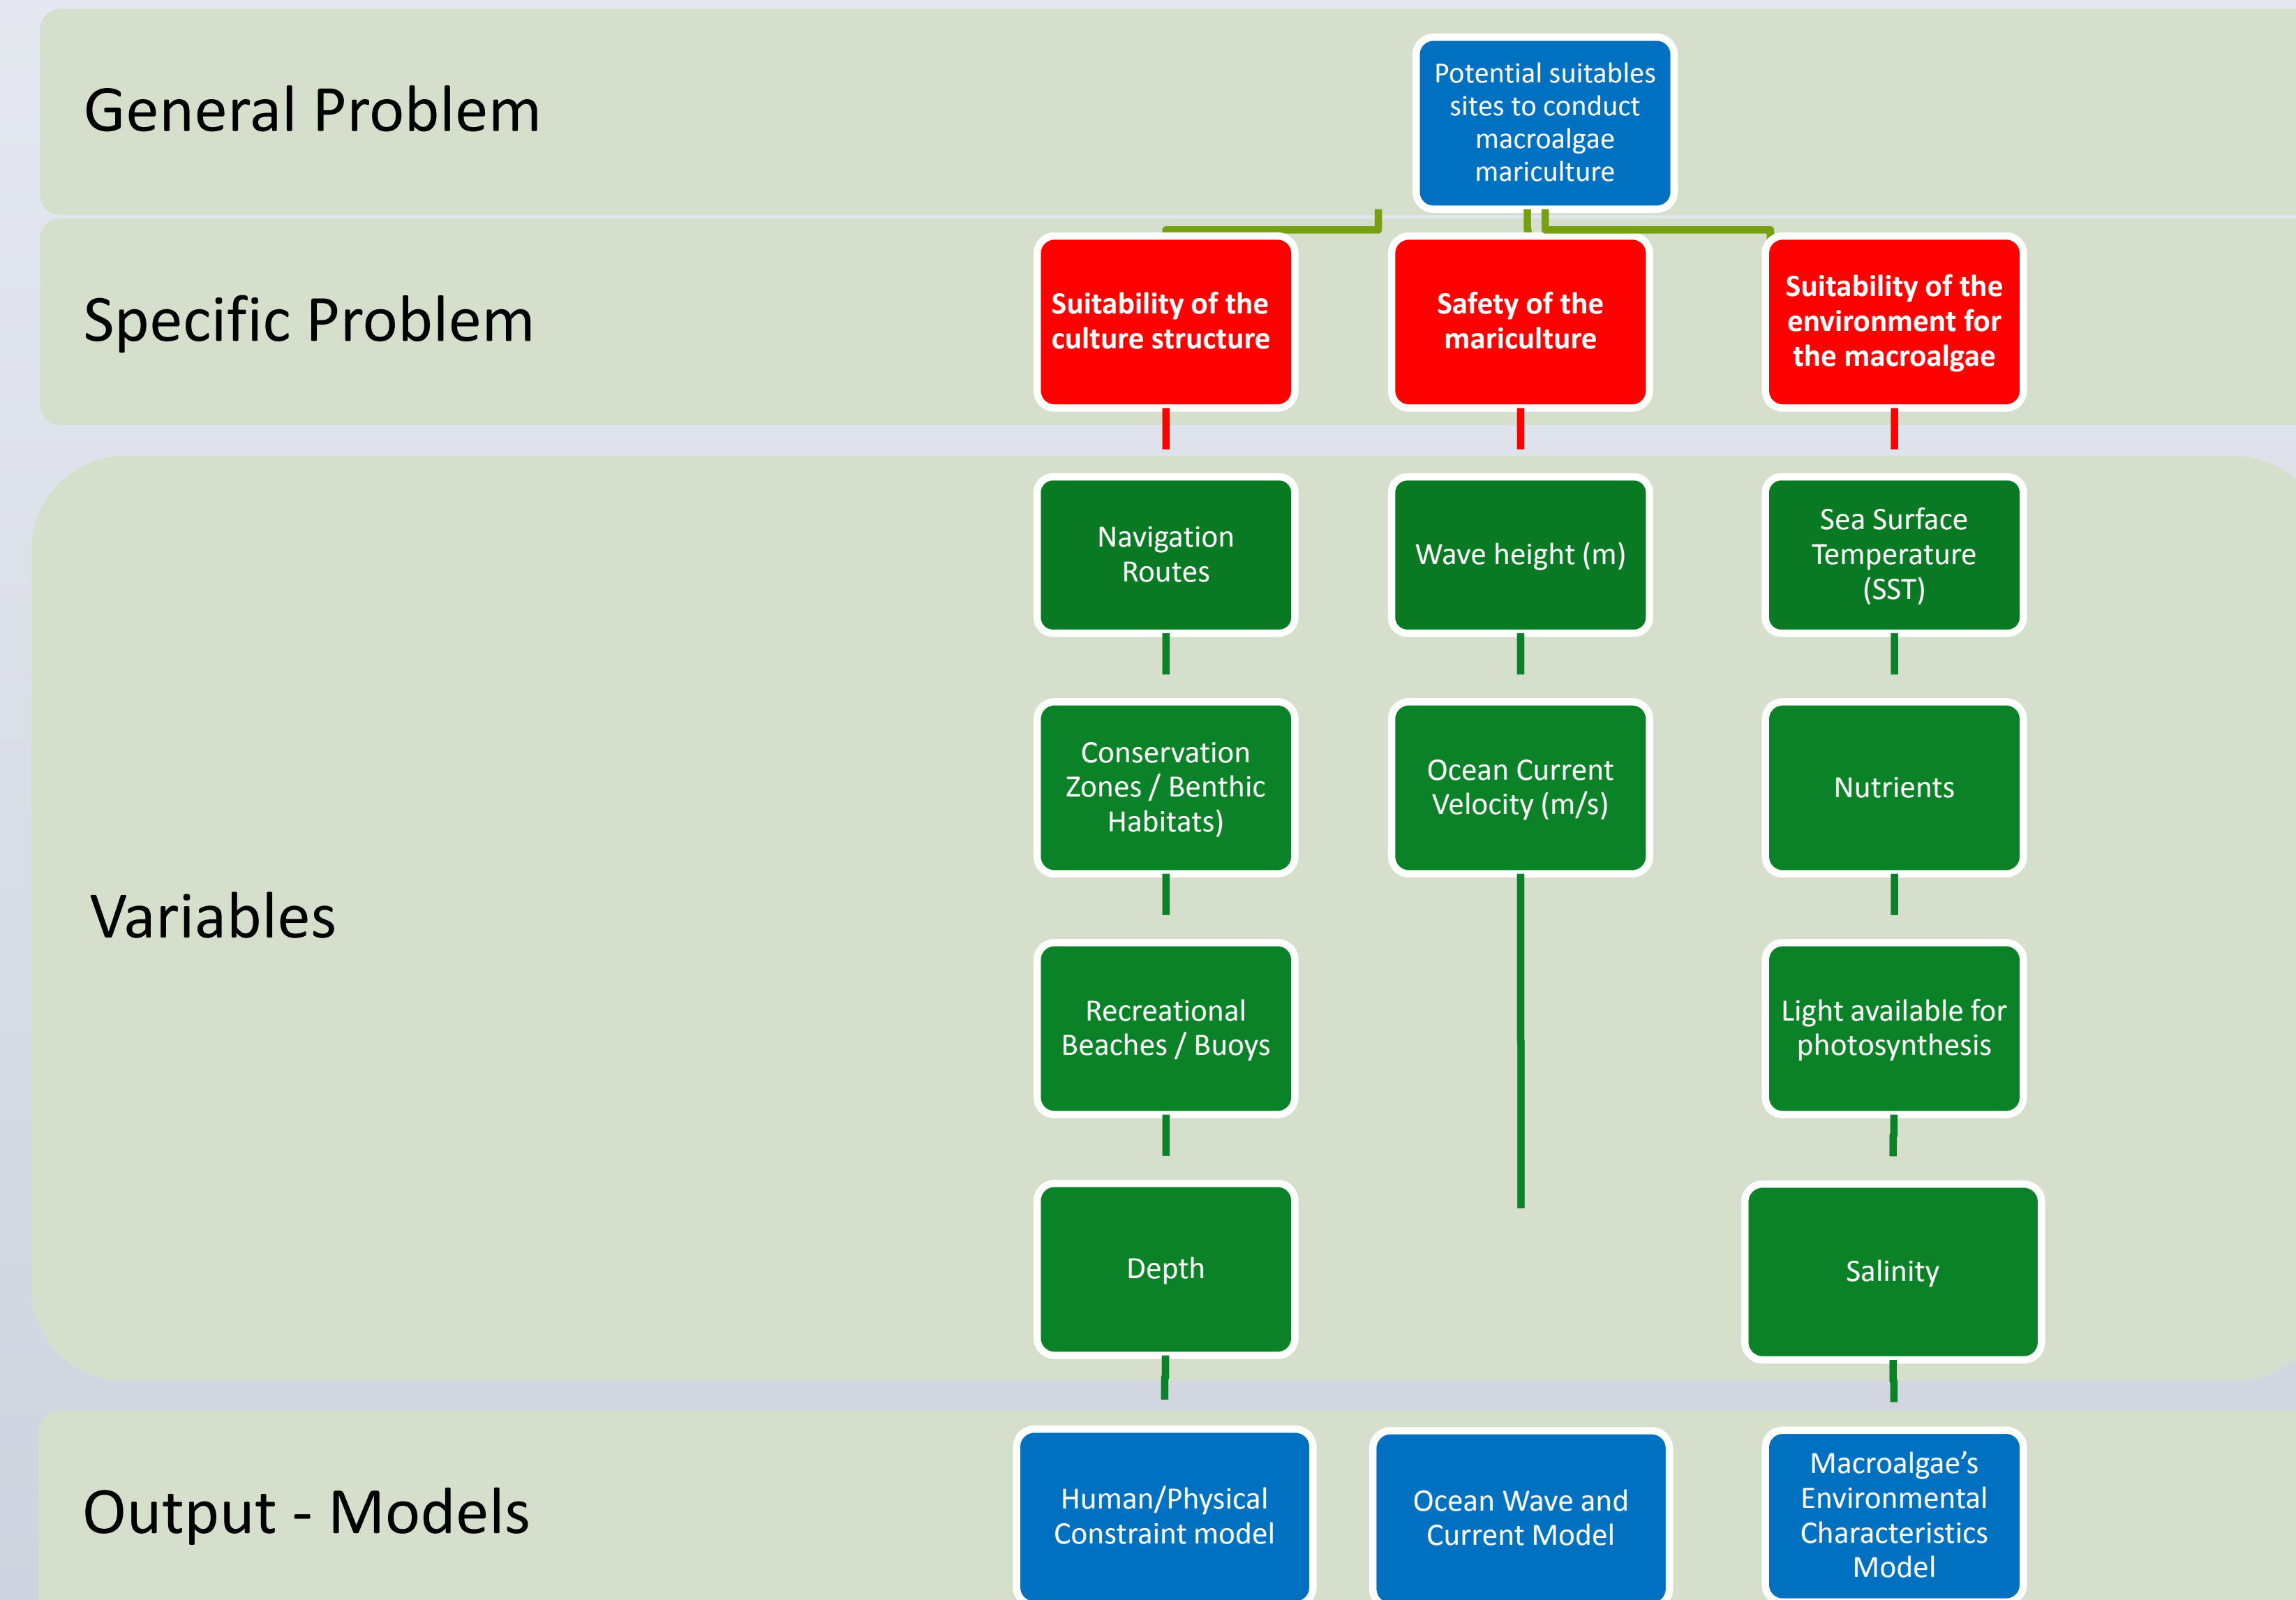 General Problem
Potential suitables
sites to conduct
macroalgae
mariculture
Specific Problem
Suitability of the
culture structure
Safety of the
mariculture
Suitability of the
environment for
the macroalgae
Variables
Navigation
Routes
Wave height (m)
Sea Surface
Temperature
(SST)
Conservation
Zones / Benthic
Habitats)
Ocean Current
Velocity (m/s)
Nutrients
Recreational
Beaches / Buoys
Light available for
photosynthesis
Depth
Salinity
Output - Models
Human/Physical
Constraint model
Ocean Wave and
Current Model
Macroalgae’s
Environmental
Characteristics
Model